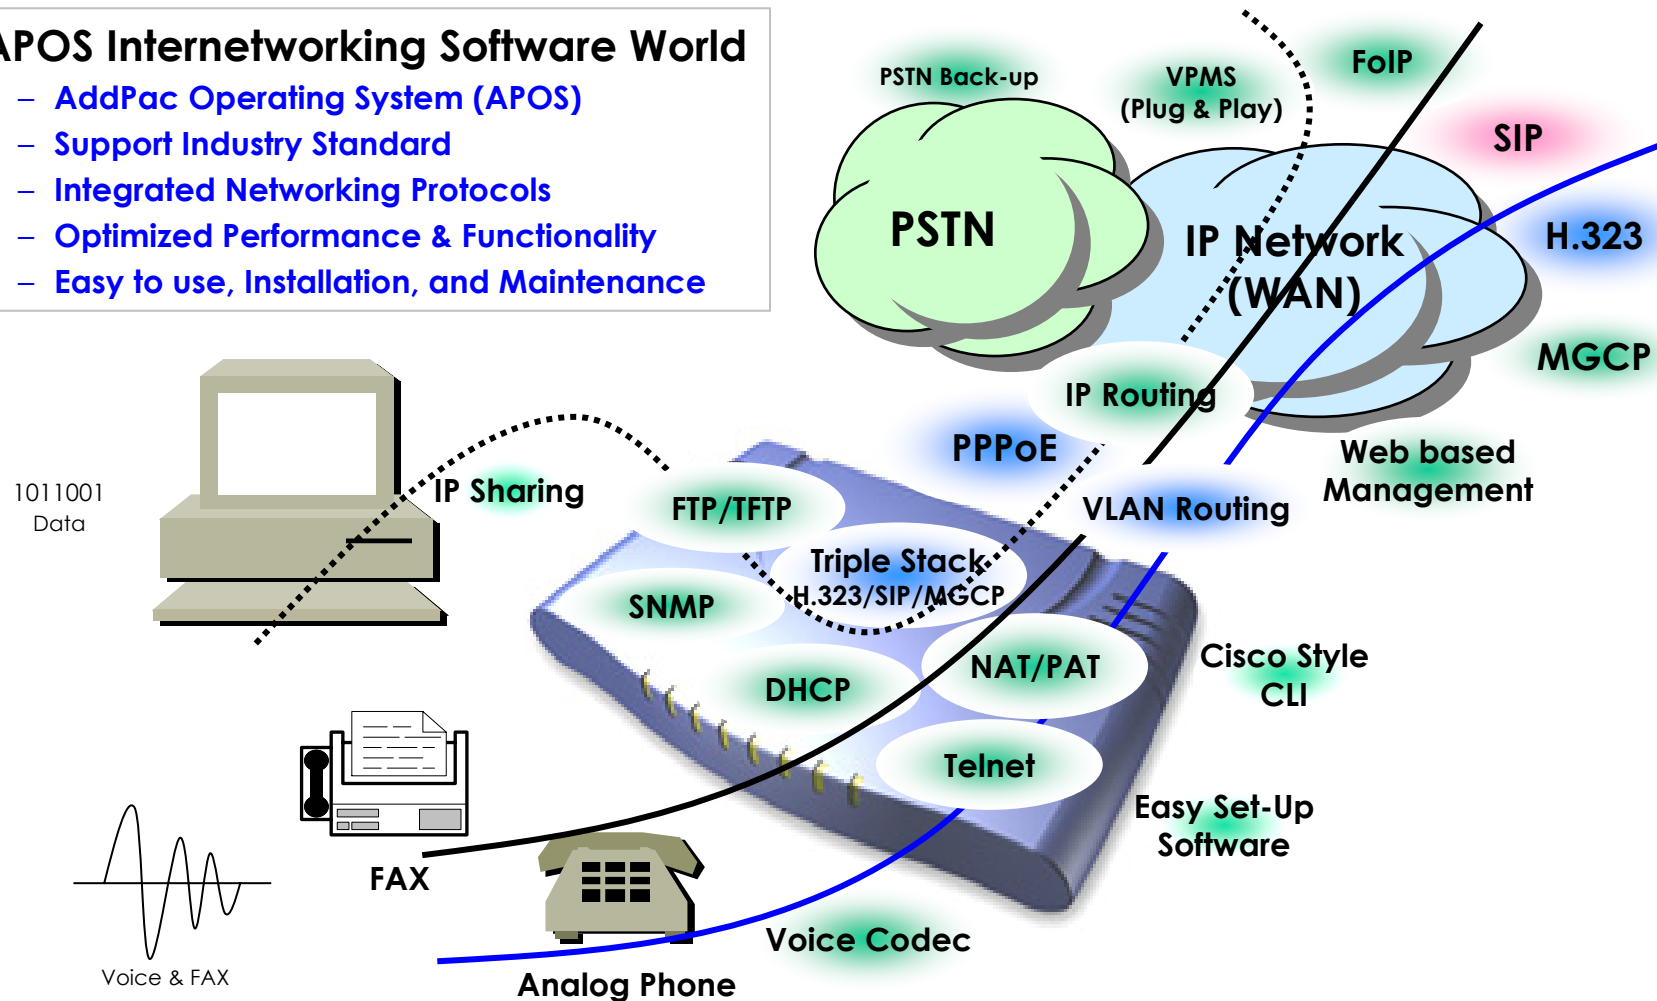 APOS Internetworking Software World
– AddPac Operating System (APOS)
– Support Industry Standard
– Integrated Networking Protocols
– Optimized Performance & Functionality
– Easy to use, Installation, and Maintenance
PSTN Back-up
VPMS
(Plug & Play)
FoIP
SIP
PSTN
IP Network
(WAN)
H.323
MGCP
IP Routing
PPPoE
Web based
Management
1011001
Data
IP Sharing
FTP/TFTP
VLAN Routing
Triple Stack
H.323/SIP/MGCP
SNMP
NAT/PAT
DHCP
Cisco Style
CLI
Telnet
Easy Set-Up
Software
FAX
Voice Codec
Voice & FAX
Analog Phone